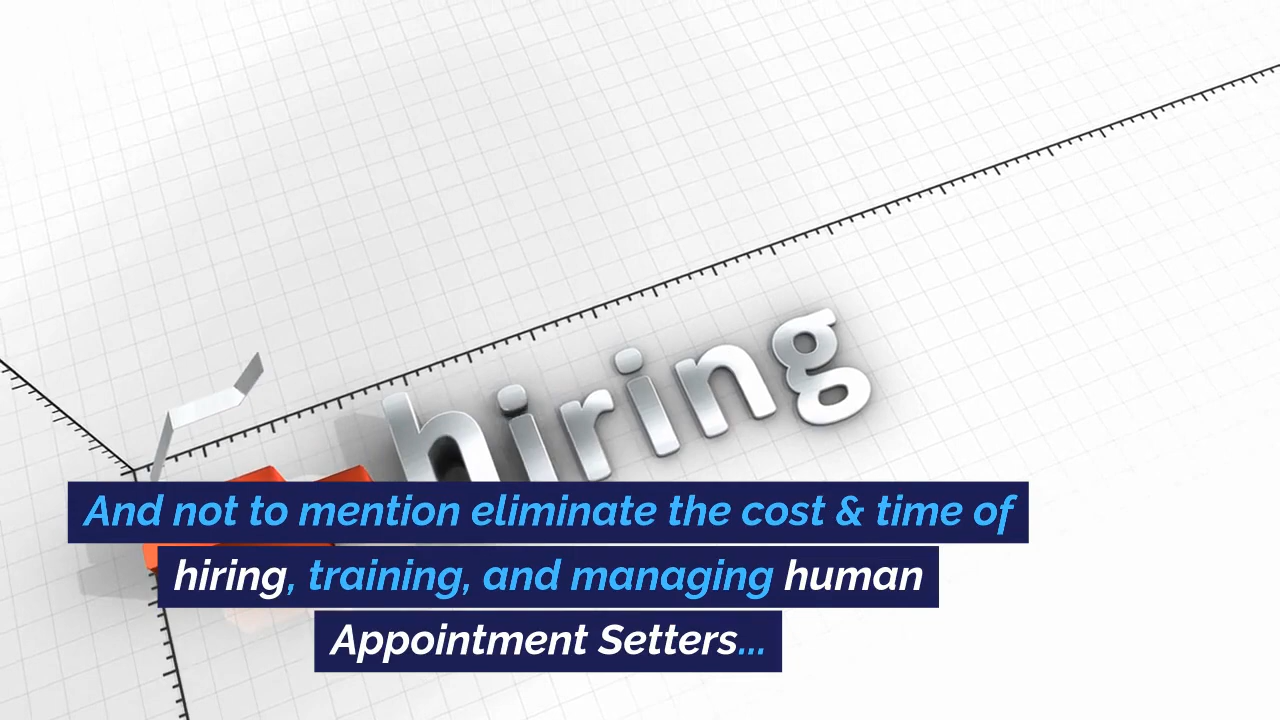 hiring
And not to mention eliminate the cost & time of
hiring, training, and managing human
Appointment Setters...